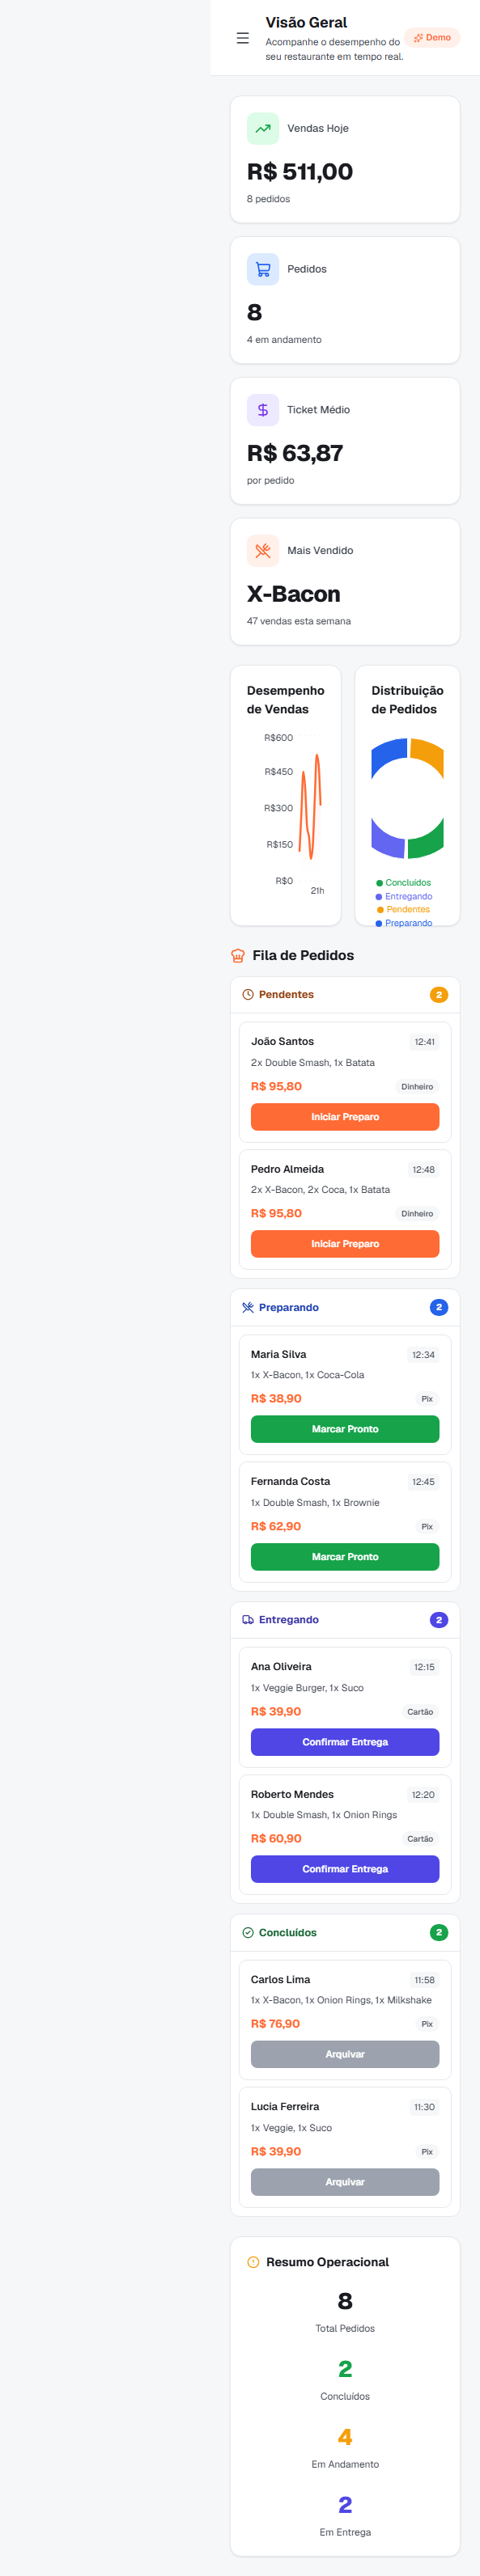 Visão Geral
Acompanhe o desempenho do
seu restaurante em tempo real.
Demo
Vendas Hoje
R$ 511,00
8 pedidos
Pedidos
8
4 em andamento
Ticket Médio
R$ 63,87
por pedido
Mais Vendido
X-Bacon
47 vendas esta semana
Desempenho
de Vendas
R$600
R$450
R$300
R$150
R$0
21h
Distribuição
de Pedidos
Concluídos
Entregando
Pendentes
Preparando
Fila de Pedidos
Pendentes
2
João Santos
12:41
2x Double Smash, 1x Batata
R$ 95,80
Dinheiro
Iniciar Preparo
Pedro Almeida
12:48
2x X-Bacon, 2x Coca, 1x Batata
R$ 95,80
Dinheiro
Iniciar Preparo
Preparando
2
Maria Silva
12:34
1x X-Bacon, 1x Coca-Cola
R$ 38,90
Pix
Marcar Pronto
Fernanda Costa
12:45
1x Double Smash, 1x Brownie
R$ 62,90
Pix
Marcar Pronto
Entregando
2
Ana Oliveira
12:15
1x Veggie Burger, 1x Suco
R$ 39,90
Cartão
Confirmar Entrega
Roberto Mendes
12:20
1x Double Smash, 1x Onion Rings
R$ 60,90
Cartão
Confirmar Entrega
Concluídos
2
Carlos Lima
11:58
1x X-Bacon, 1x Onion Rings, 1x Milkshake
R$ 76,90
Pix
Arquivar
Lucia Ferreira
11:30
1x Veggie, 1x Suco
R$ 39,90
Pix
Arquivar
Resumo Operacional
8
Total Pedidos
2
Concluídos
4
Em Andamento
2
Em Entrega